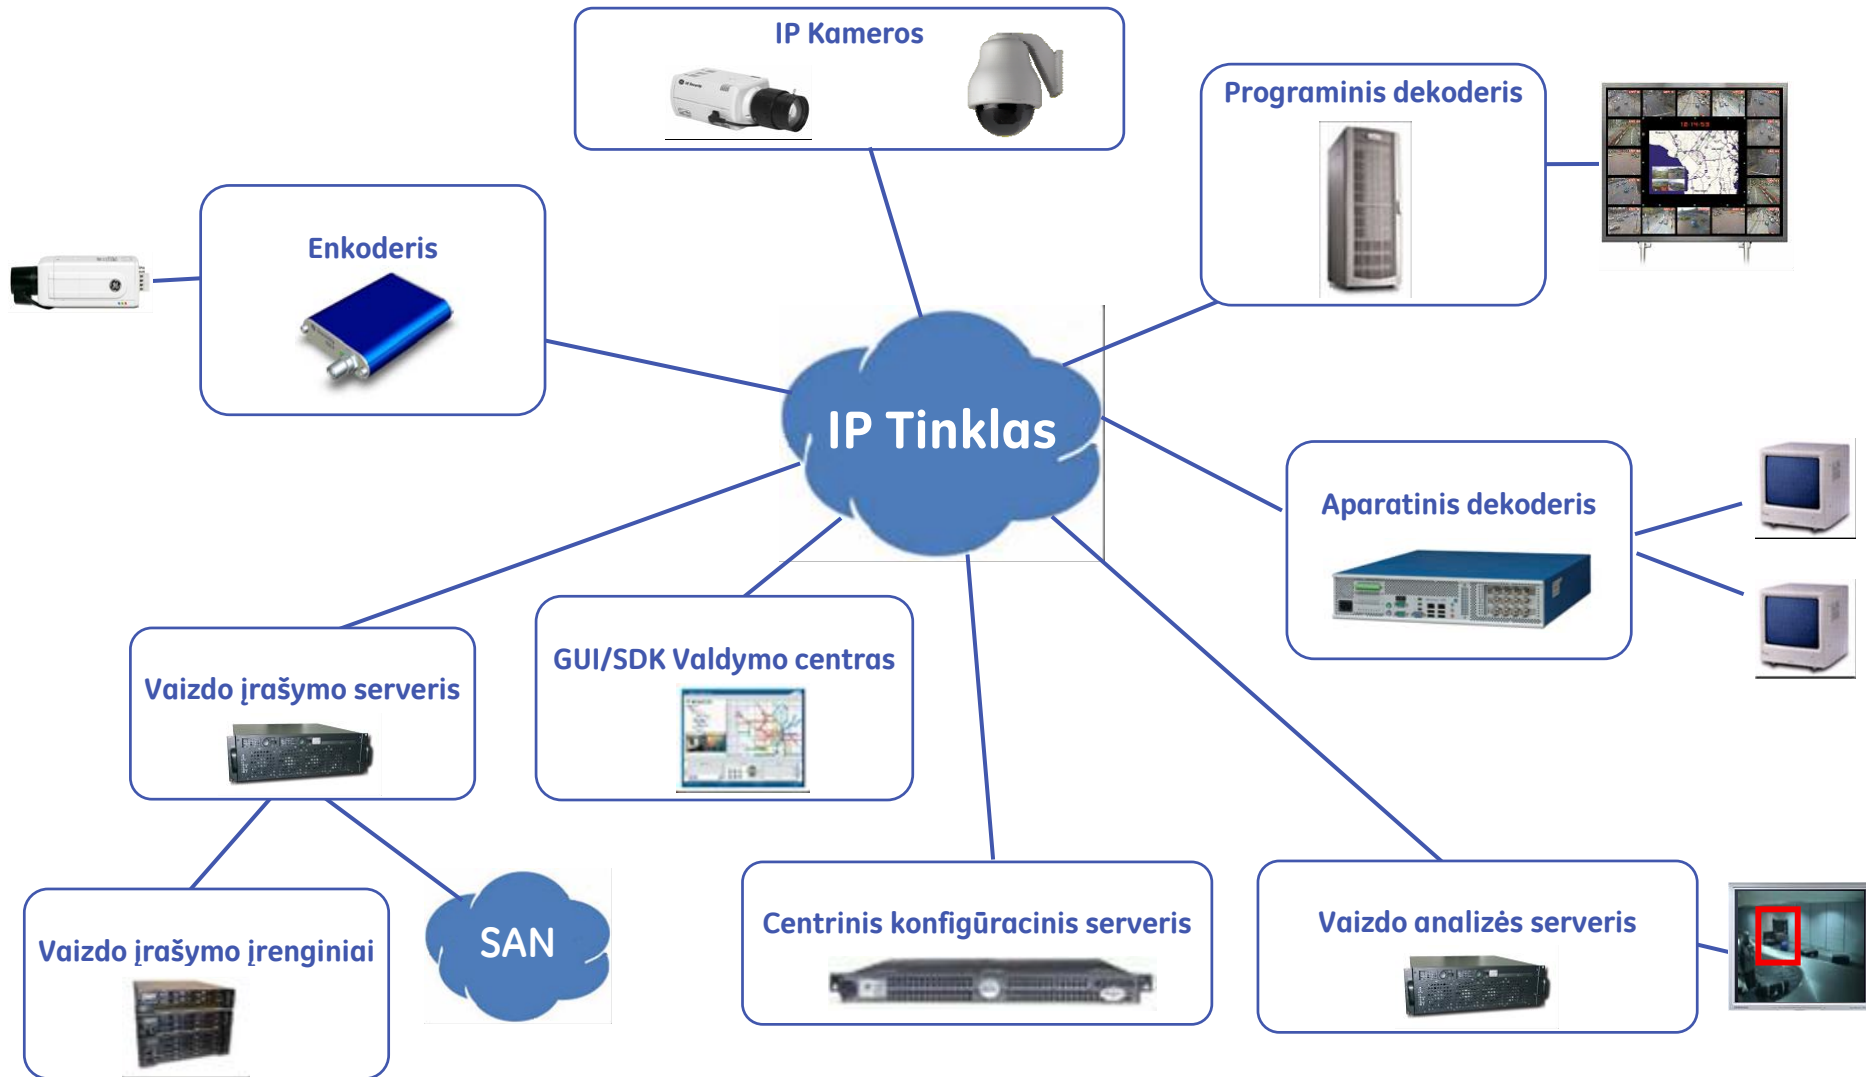 IP Kameros
Programinis dekoderis
Enkoderis
IP Tinklas
Aparatinis dekoderis
GUI/SDK Valdymo centras
Vaizdo įrašymo serveris
Vaizdo įrašymo įrenginiai
SAN
Centrinis konfigūracinis serveris
Vaizdo analizės serveris